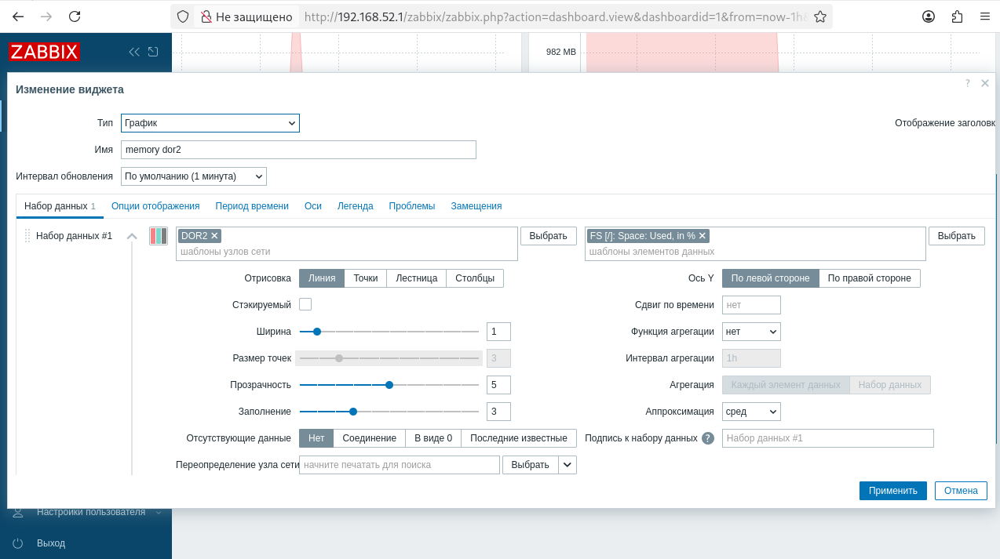 Не защищено http://192.168.52.1/zabbix/zabbix.php?action=dashboard.view&dashboardid=1&from=now-1h&
ZABBIX
982 MB
Изменение виджета
?
Тип График Отображение заголовк
Имя memory dor2
Интервал обновления По умолчанию (1 минута)
Набор данных 1 Опции отображения Период времени Оси Легенда Проблемы Замещения
Набор данных #1 DOR2 Выбрать FS [/]: Space: Used, in % Выбрать
шаблоны узлов сети шаблоны элементов данных
Отрисовка Линия Точки Лестница Столбцы Ось Y По левой стороне По правой стороне
Стэкируемый Сдвиг по времени нет
Ширина 1 Функция агрегации нет
Размер точек 3 Интервал агрегации 1h
Прозрачность 5 Агрегация Каждый элемент данных Набор данных
Заполнение 3 Аппроксимация сред
Отсутствующие данные Нет Соединение В виде 0 Последние известные Подпись к набору данных ? Набор данных #1
Переопределение узла сети начните печатать для поиска Выбрать
Применить Отмена
Настройки пользователя
Выход